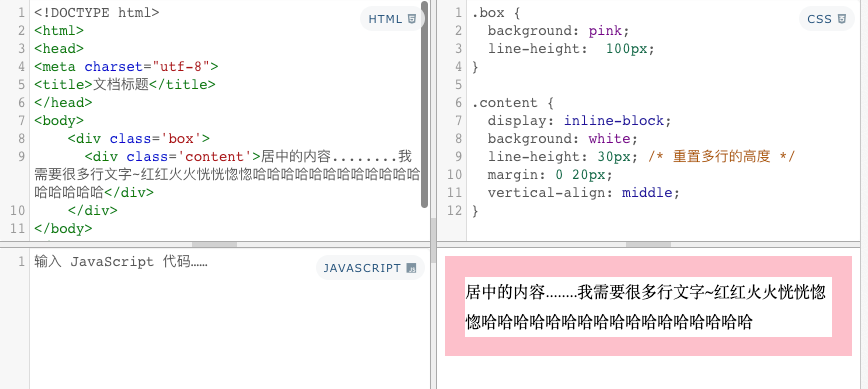 HTML
1 <!DOCTYPE html>
2 <html>
3 <head>
4 <meta charset="utf-8">
5 <title>文档标题</title>
6 </head>
7 <body>
8 <div class='box'>
9 <div class='content'>居中的内容........我
需要很多行文字~红红火火恍恍惚惚哈哈哈哈哈哈哈哈哈哈哈哈
哈哈哈哈哈</div>
10 </div>
11 </body>
CSS
1 .box {
2 background: pink;
3 line-height: 100px;
4 }
5
6 .content {
7 display: inline-block;
8 background: white;
9 line-height: 30px; /* 重置多行的高度 */
10 margin: 0 20px;
11 vertical-align: middle;
12 }
JAVASCRIPT
1 输入 JavaScript 代码……
居中的内容........我需要很多行文字~红红火火恍恍惚
惚哈哈哈哈哈哈哈哈哈哈哈哈哈哈哈哈哈